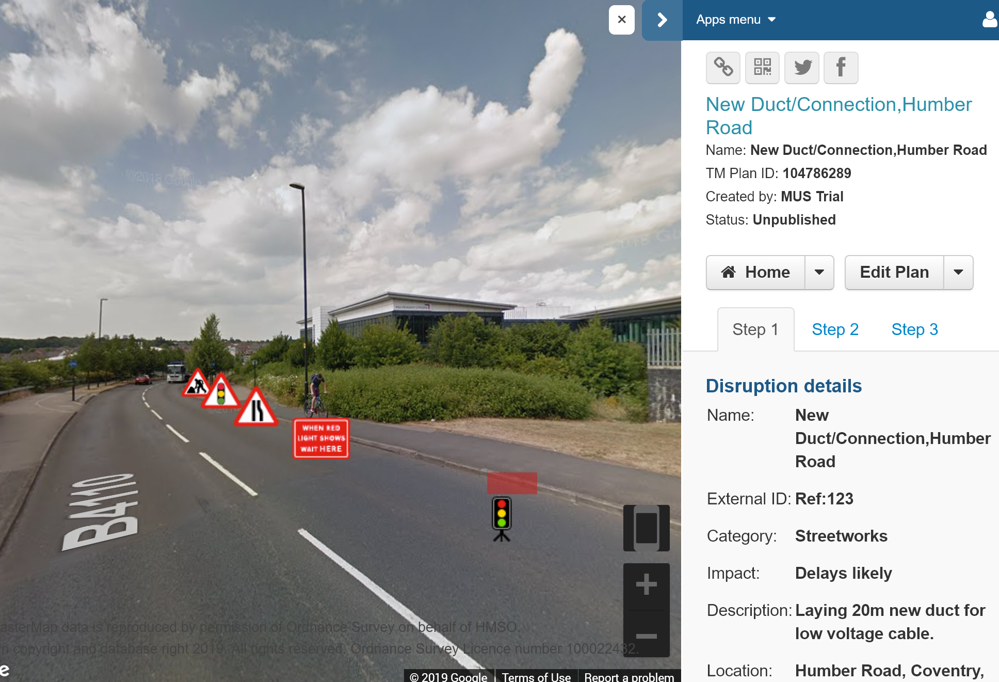 ×
Apps menu
New Duct/Connection,Humber
Road
Name: New Duct/Connection,Humber Road
TM Plan ID: 104786289
Created by: MUS Trial
Status: Unpublished
Home
Edit Plan
Step 1
Step 2
Step 3
Disruption details
Name: New
Duct/Connection,Humber
Road
External ID: Ref:123
Category: Streetworks
Impact: Delays likely
Description: Laying 20m new duct for
low voltage cable.
Location: Humber Road, Coventry,
©2018 Google
WHEN RED
LIGHT SHOWS
WAIT HERE
B4110
asterMap data is reproduced by permission of Ordnance Survey on behalf of HMSO.
n copyright and database right 2019. All rights reserved. Ordnance Survey Licence number 100022432.
e
© 2019 Google
Terms of Use
Report a problem